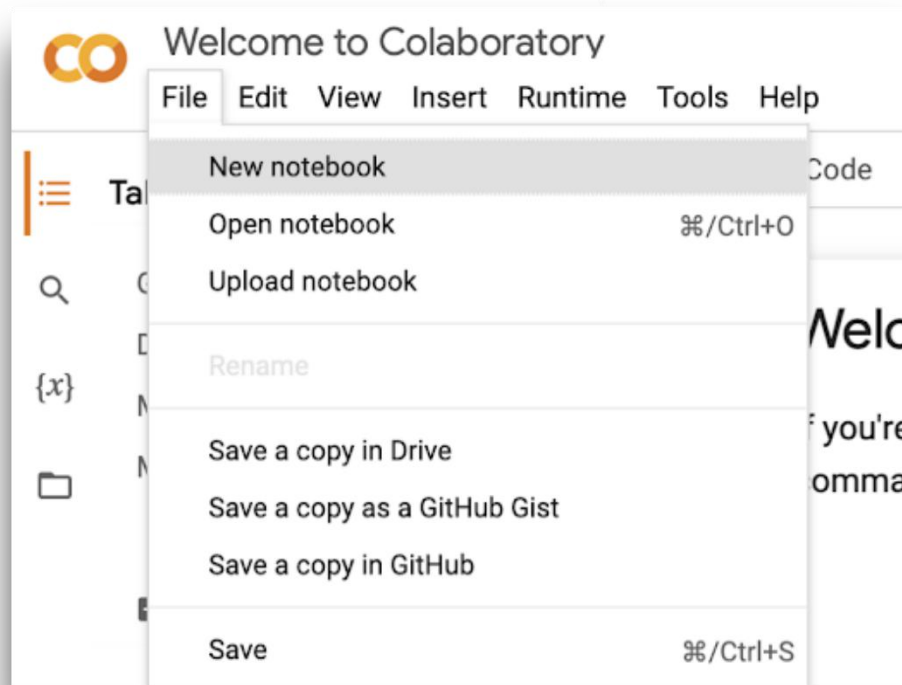 Welcome to Colaboratory
File Edit View Insert Runtime Tools Help
New notebook
Code
Open notebook ⌘/Ctrl+O
Upload notebook
Rename
{x}
Save a copy in Drive
Save a copy as a GitHub Gist
Save a copy in GitHub
Save ⌘/Ctrl+S